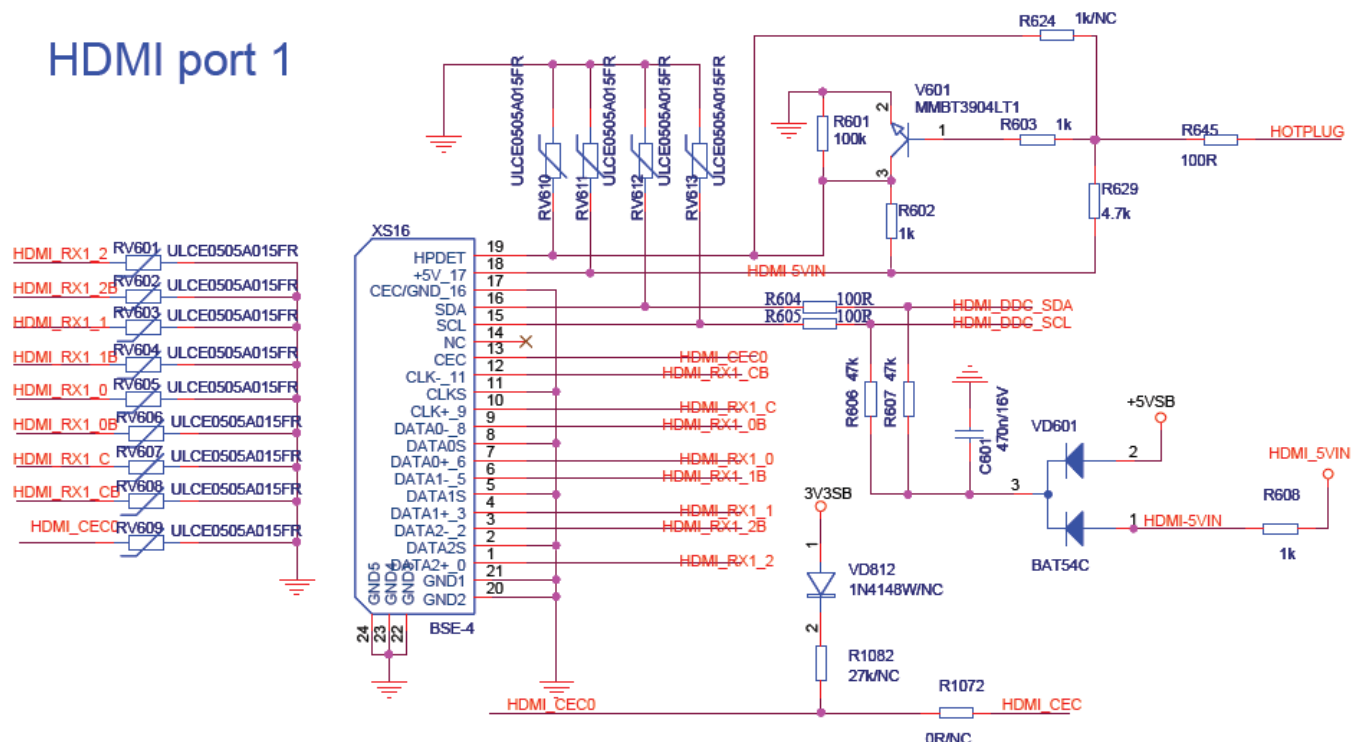 HDMI port 1
R624
1k/NC
ULCE0505A015FR
ULCE0505A015FR
ULCE0505A015FR
ULCE0505A015FR
RV610
RV611
RV612
RV613
V601
MMBT3904LT1
2
1
3
R601
100k
R603
1k
R645
100R
HOTPLUG
R602
1k
R629
4.7k
HDMI_RX1_2
RV601
ULCE0505A015FR
HDMI_RX1_2B
RV602
ULCE0505A015FR
HDMI_RX1_1
RV603
ULCE0505A015FR
HDMI_RX1_1B
RV604
ULCE0505A015FR
HDMI_RX1_0
RV605
ULCE0505A015FR
HDMI_RX1_0B
RV606
ULCE0505A015FR
HDMI_RX1_C
RV607
ULCE0505A015FR
HDMI_RX1_CB
RV608
ULCE0505A015FR
HDMI_CEC0
RV609
ULCE0505A015FR
XS16
HPDET 19
+5V_17 18
CEC/GND_16 17
SDA 16
SCL 15
NC 14
CEC 13
CLK-_11 12
CLKS 11
CLK+_9 10
DATA0-_8 9
DATA0S 8
DATA0+_6 7
DATA1-_5 6
DATA1S 5
DATA1+_3 4
DATA2-_2 3
DATA2S 2
DATA2+_0 1
GND1 21
GND2 20
GND5
GND4
GND3
24
23
22
BSE-4
HDMI-5VIN
R604
100R
HDMI_DDC_SDA
R605
100R
HDMI_DDC_SCL
HDMI_CEC0
HDMI_RX1_CB
HDMI_RX1_C
HDMI_RX1_0B
HDMI_RX1_0
HDMI_RX1_1B
HDMI_RX1_1
HDMI_RX1_2B
HDMI_RX1_2
R606 47k
R607 47k
C601
470n/16V
+5VSB
VD601
2
3
1
BAT54C
HDMI-5VIN
HDMI_5VIN
R608
1k
3V3SB
1
VD812
1N4148W/NC
2
R1082
27k/NC
HDMI_CEC0
R1072
0R/NC
HDMI_CEC